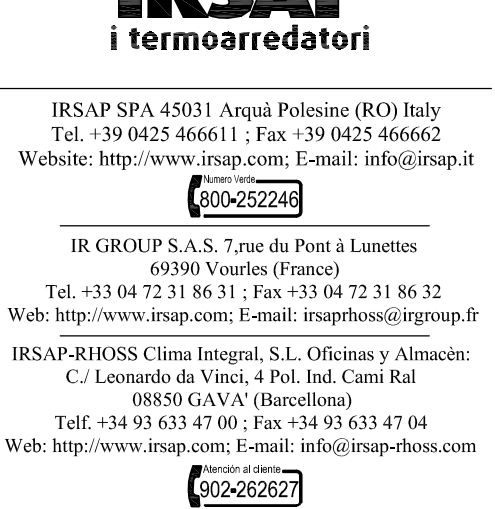 IRSAP
i termoarredatori
IRSAP SPA 45031 Arquà Polesine (RO) Italy
Tel. +39 0425 466611 ; Fax +39 0425 466662
Website: http://www.irsap.com; E-mail: info@irsap.it
Numero Verde
800-252246
IR GROUP S.A.S. 7,rue du Pont à Lunettes
69390 Vourles (France)
Tel. +33 04 72 31 86 31 ; Fax +33 04 72 31 86 32
Web: http://www.irsap.com; E-mail: irsaprhoss@irgroup.fr
IRSAP-RHOSS Clima Integral, S.L. Oficinas y Almacèn:
C./ Leonardo da Vinci, 4 Pol. Ind. Cami Ral
08850 GAVA' (Barcellona)
Telf. +34 93 633 47 00 ; Fax +34 93 633 47 04
Web: http://www.irsap.com; E-mail: info@irsap-rhoss.com
Atención al cliente
902-262627